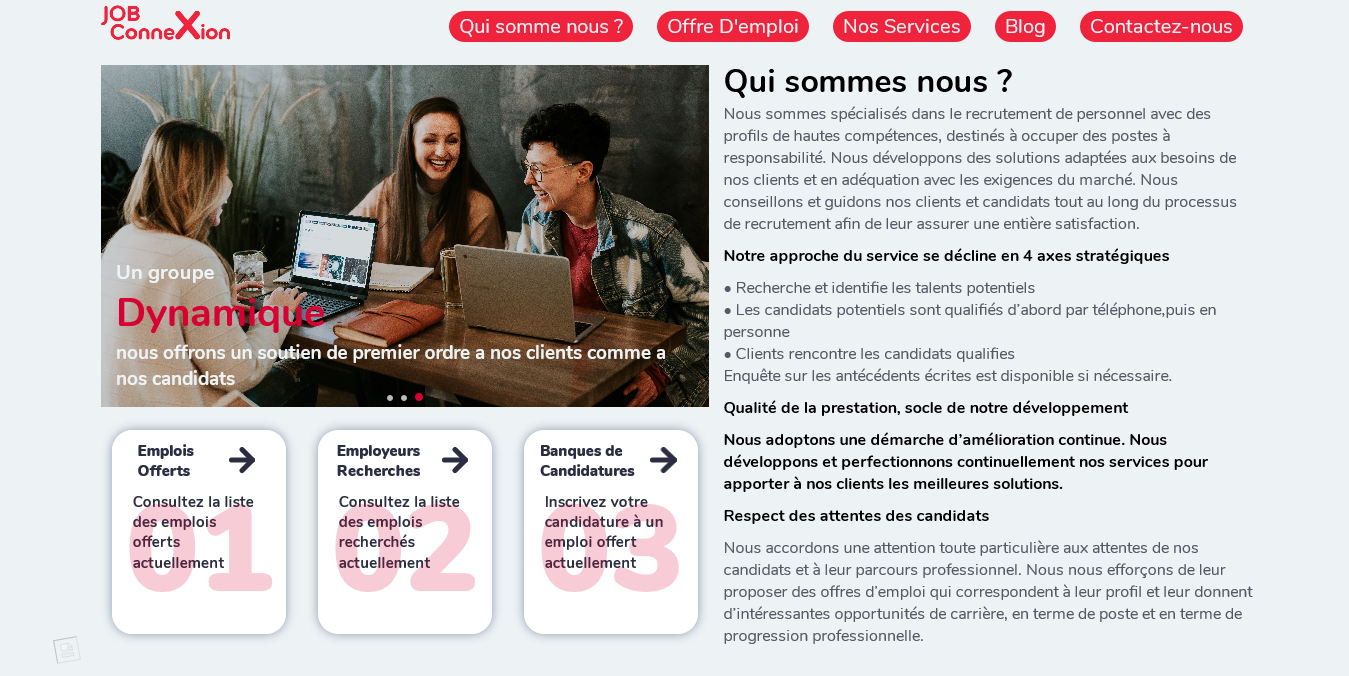 JOB
ConneXion
Qui somme nous ?
Offre D'emploi
Nos Services
Blog
Contactez-nous
Un groupe
Dynamique
nous offrons un soutien de premier ordre a nos clients comme a
nos candidats
Emplois
Offerts
Consultez la liste
des emplois
offerts
actuellement
01
Employeurs
Recherches
Consultez la liste
des emplois
recherchés
actuellement
02
Banques de
Candidatures
Inscrivez votre
candidature à un
emploi offert
actuellement
03
Qui sommes nous ?
Nous sommes spécialisés dans le recrutement de personnel avec des
profils de hautes compétences, destinés à occuper des postes à
responsabilité. Nous développons des solutions adaptées aux besoins de
nos clients et en adéquation avec les exigences du marché. Nous
conseillons et guidons nos clients et candidats tout au long du processus
de recrutement afin de leur assurer une entière satisfaction.
Notre approche du service se décline en 4 axes stratégiques
● Recherche et identifie les talents potentiels
● Les candidats potentiels sont qualifiés d’abord par téléphone,puis en
personne
● Clients rencontre les candidats qualifies
Enquête sur les antécédents écrites est disponible si nécessaire.
Qualité de la prestation, socle de notre développement
Nous adoptons une démarche d’amélioration continue. Nous
développons et perfectionnons continuellement nos services pour
apporter à nos clients les meilleures solutions.
Respect des attentes des candidats
Nous accordons une attention toute particulière aux attentes de nos
candidats et à leur parcours professionnel. Nous nous efforçons de leur
proposer des offres d’emploi qui correspondent à leur profil et leur donnent
d’intéressantes opportunités de carrière, en terme de poste et en terme de
progression professionnelle.